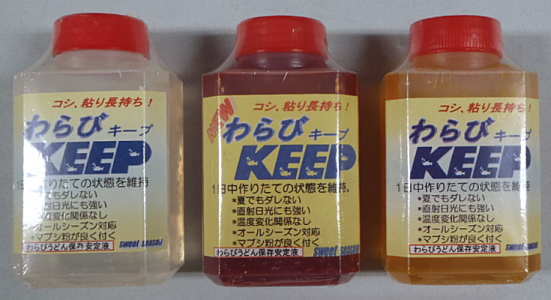 コシ、粘り長持ち!
わらび キープ
KEEP
1日中作りたての状態を維持
*夏でもダレない
*直射日光にも強い
*温度変化関係なし
*オールシーズン対応
*マブシ粉が良く付く
わらびうどん保存安定液
sweet season
コシ、粘り長持ち!
NEW
わらび キープ
KEEP
1日中作りたての状態を維持。
*夏でもダレない
*直射日光にも強い
*温度変化関係なし
*オールシーズン対応
*マブシ粉が良く付く
わらびうどん保存安定液
sweet season
コシ、粘り長持ち!
わらび キープ
KEEP
1日中作りたての状態を維持
*夏でもダレない
*直射日光にも強い
*温度変化関係なし
*オールシーズン対応
*マブシ粉が良く付く
わらびうどん保存安定液
sweet season